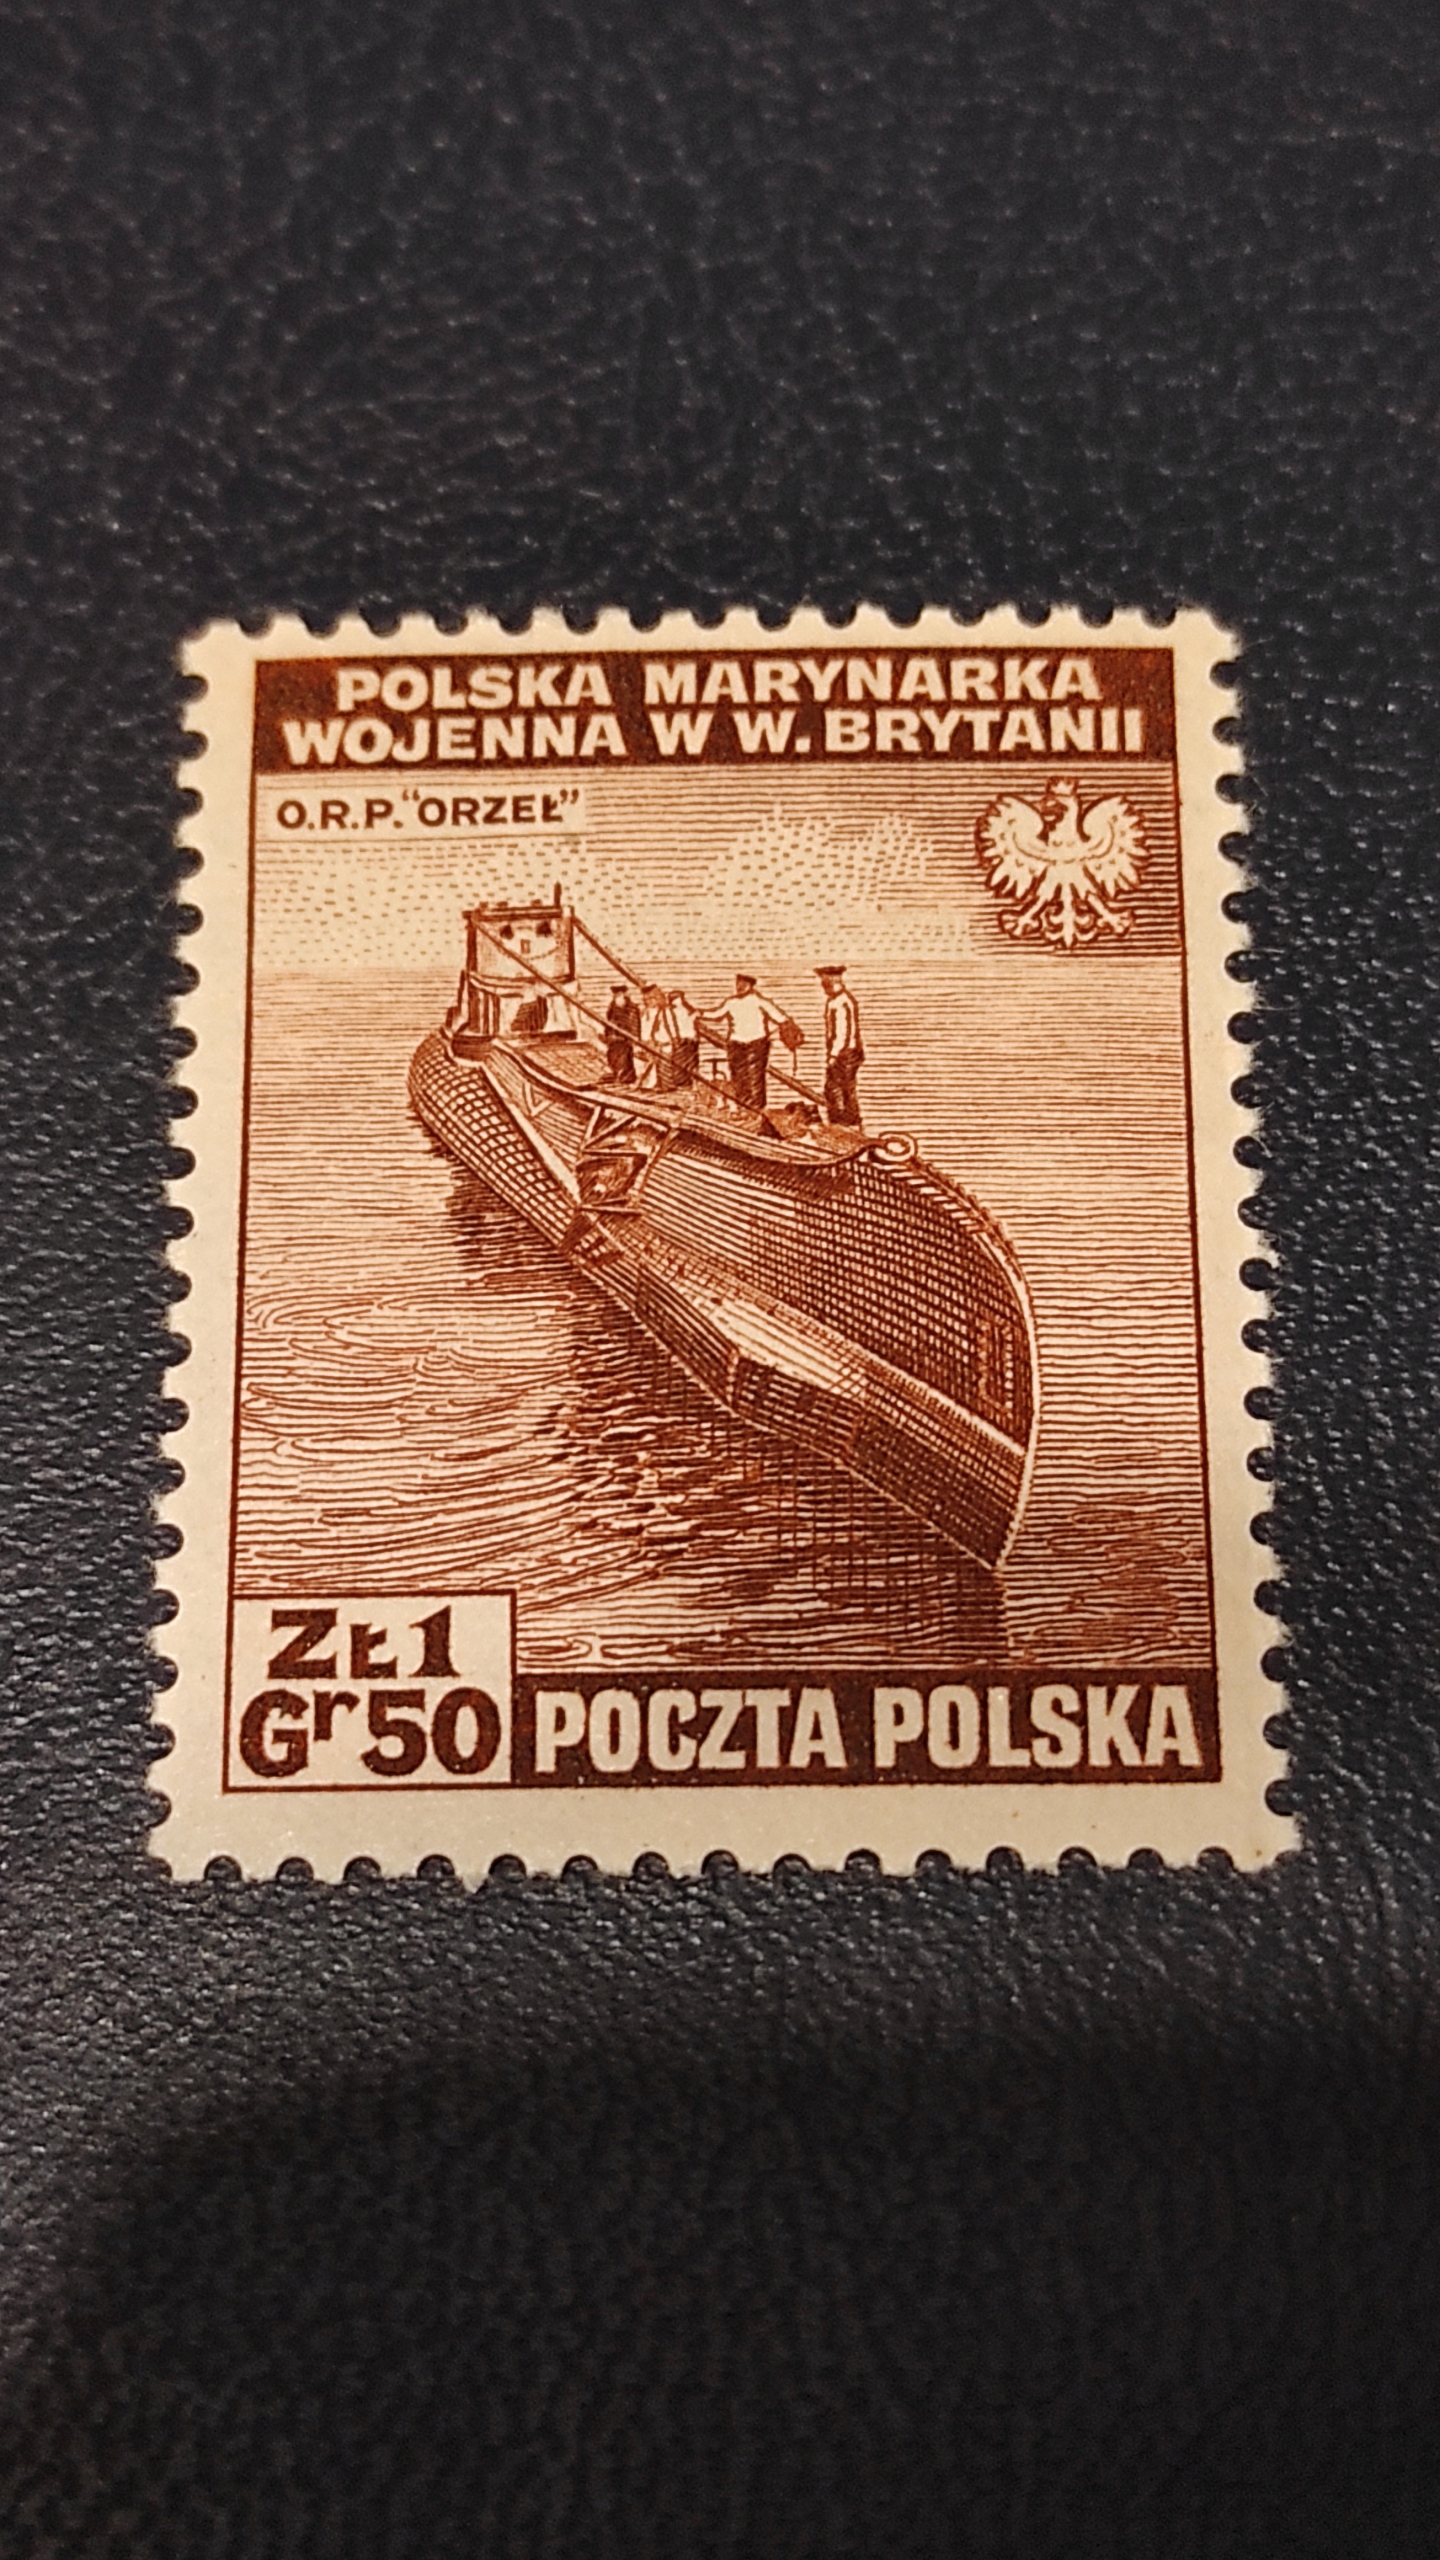 POLSKA MARYNARKA
WOJENNA W W. BRYTANII
O.R.P. “ORZEŁ”
ZŁ1
Gr50
POCZTA POLSKA